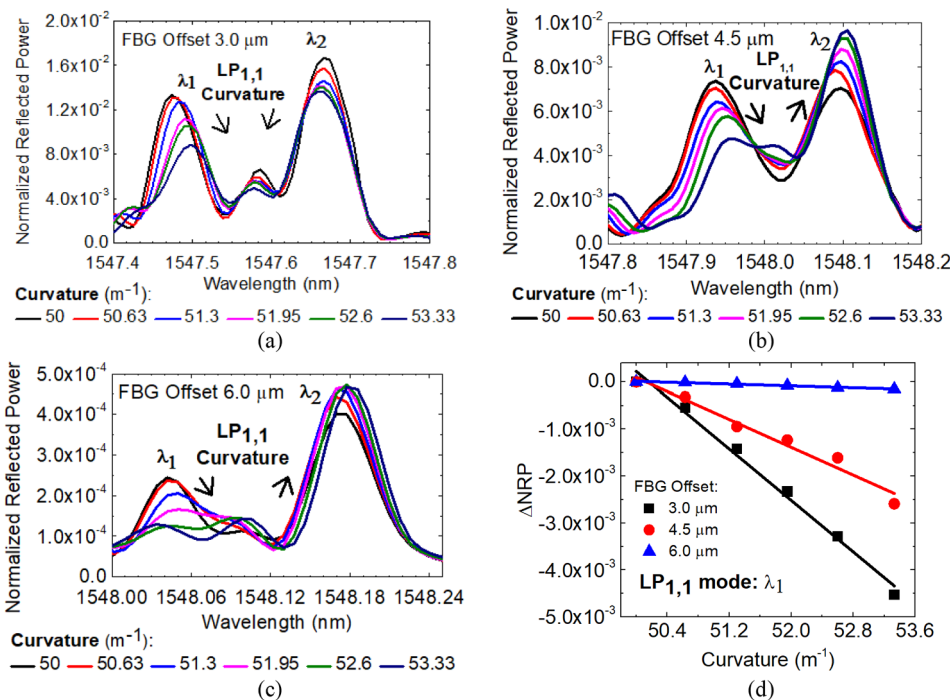 (a)
2.0x10⁻²
1.6x10⁻²
1.2x10⁻²
8.0x10⁻³
4.0x10⁻³
0.0
Normalized Reflected Power
FBG Offset 3.0 µm
λ1
LP1,1
Curvature
λ2
1547.4 1547.5 1547.6 1547.7 1547.8
Wavelength (nm)
Curvature (m⁻¹):
50 50.63 51.3 51.95 52.6 53.33
(a)
(b)
1.0x10⁻²
8.0x10⁻³
6.0x10⁻³
4.0x10⁻³
2.0x10⁻³
0.0
Normalized Reflected Power
FBG Offset 4.5 µm
λ1
LP1,1
Curvature
λ2
1547.8 1547.9 1548.0 1548.1 1548.2
Wavelength (nm)
Curvature (m⁻¹):
50 50.63 51.3 51.95 52.6 53.33
(b)
5.0x10⁻⁴
4.0x10⁻⁴
3.0x10⁻⁴
2.0x10⁻⁴
1.0x10⁻⁴
0.0
Normalized Reflected Power
FBG Offset 6.0 µm
λ1
LP1,1
Curvature
λ2
1548.00 1548.06 1548.12 1548.18 1548.24
Wavelength (nm)
Curvature (m⁻¹):
50 50.63 51.3 51.95 52.6 53.33
(c)
0.0
-1.0x10⁻³
-2.0x10⁻³
-3.0x10⁻³
-4.0x10⁻³
-5.0x10⁻³
ΔNRP
FBG Offset:
3.0 µm
4.5 µm
6.0 µm
LP1,1 mode: λ1
50.4 51.2 52.0 52.8 53.6
Curvature (m⁻¹)
(d)